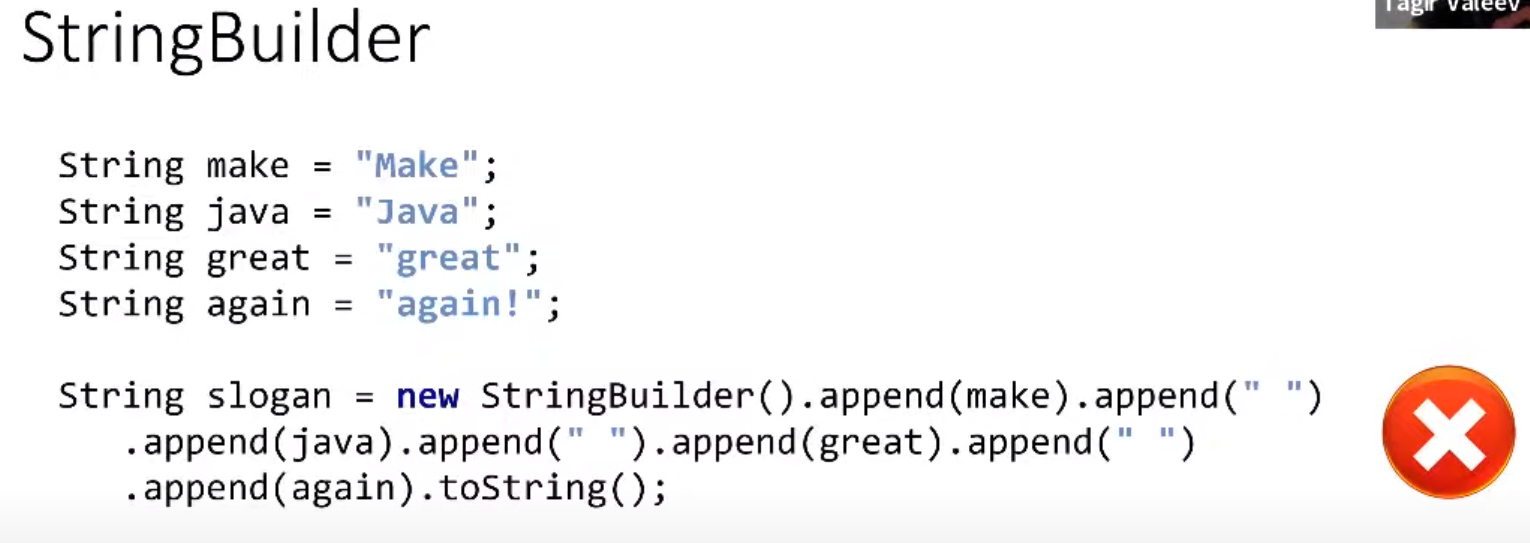 StringBuilder
Tagir Valeev
String make = "Make";
String java = "Java";
String great = "great";
String again = "again!";
String slogan = new StringBuilder().append(make).append(" ")
.append(java).append(" ").append(great).append(" ")
.append(again).toString();